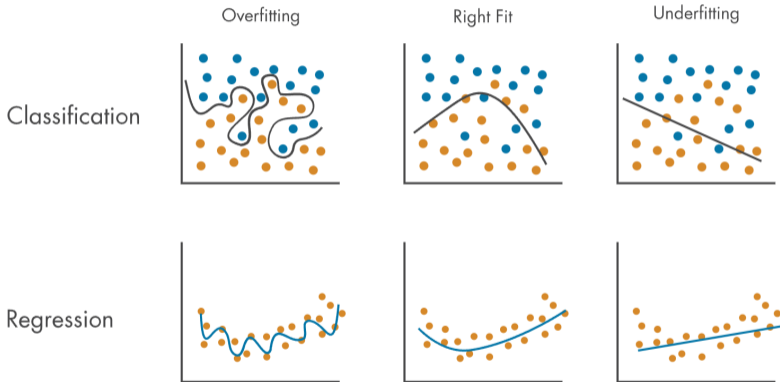 Overfitting
Right Fit
Underfitting
Classification
Regression